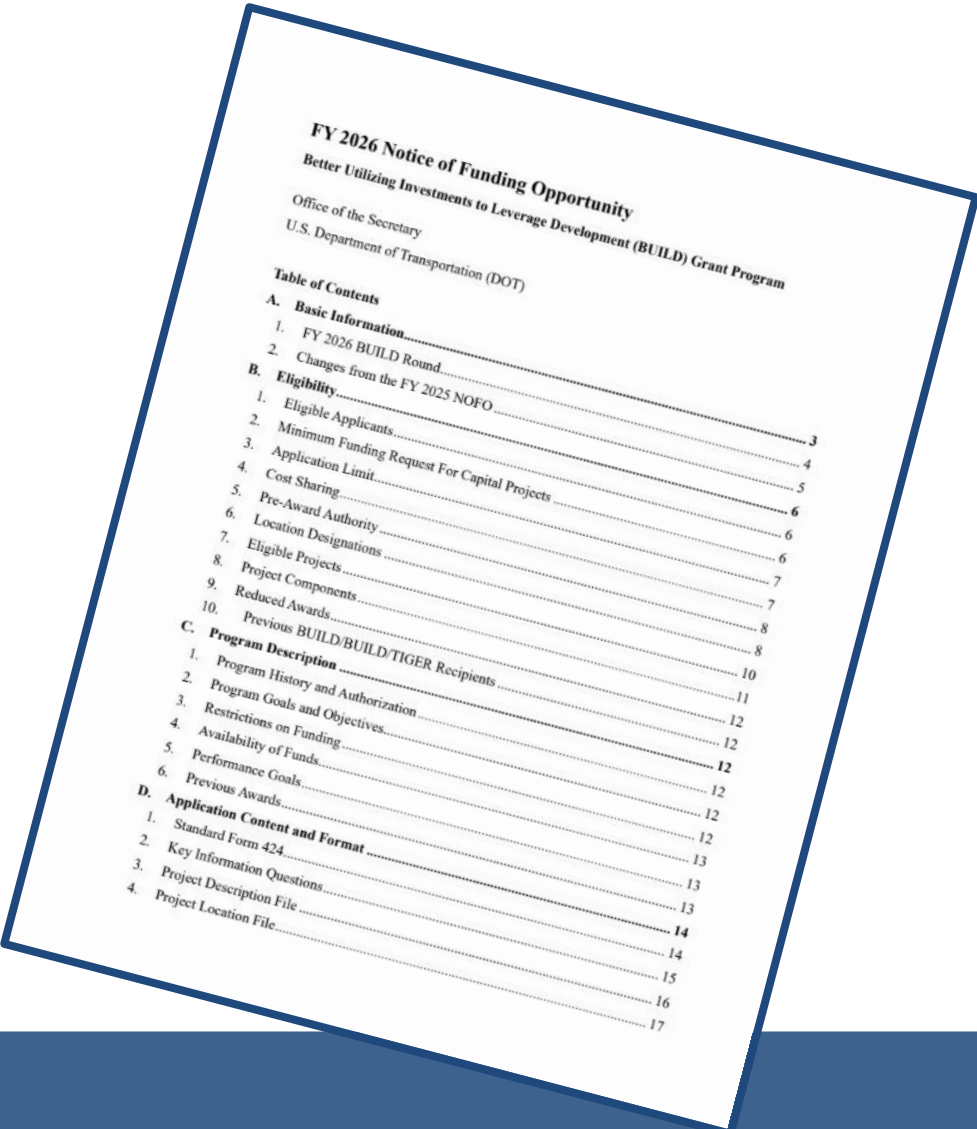 FY 2026 Notice of Funding Opportunity
Better Utilizing Investments to Leverage Development (BUILD) Grant Program
Office of the Secretary
U.S. Department of Transportation (DOT)
Table of Contents
A. Basic Information 3
1. FY 2026 BUILD Round 4
2. Changes from the FY 2025 NOFO 5
B. Eligibility 6
1. Eligible Applicants 6
2. Minimum Funding Request For Capital Projects 6
3. Application Limit 7
4. Cost Sharing 7
5. Pre-Award Authority 8
6. Location Designations 8
7. Eligible Projects 10
8. Project Components 11
9. Reduced Awards 12
10. Previous BUILD/BUILD/TIGER Recipients 12
C. Program Description 12
1. Program History and Authorization 12
2. Program Goals and Objectives 12
3. Restrictions on Funding 12
4. Availability of Funds 13
5. Performance Goals 13
6. Previous Awards 13
D. Application Content and Format 14
1. Standard Form 424 14
2. Key Information Questions 15
3. Project Description File 16
4. Project Location File 17